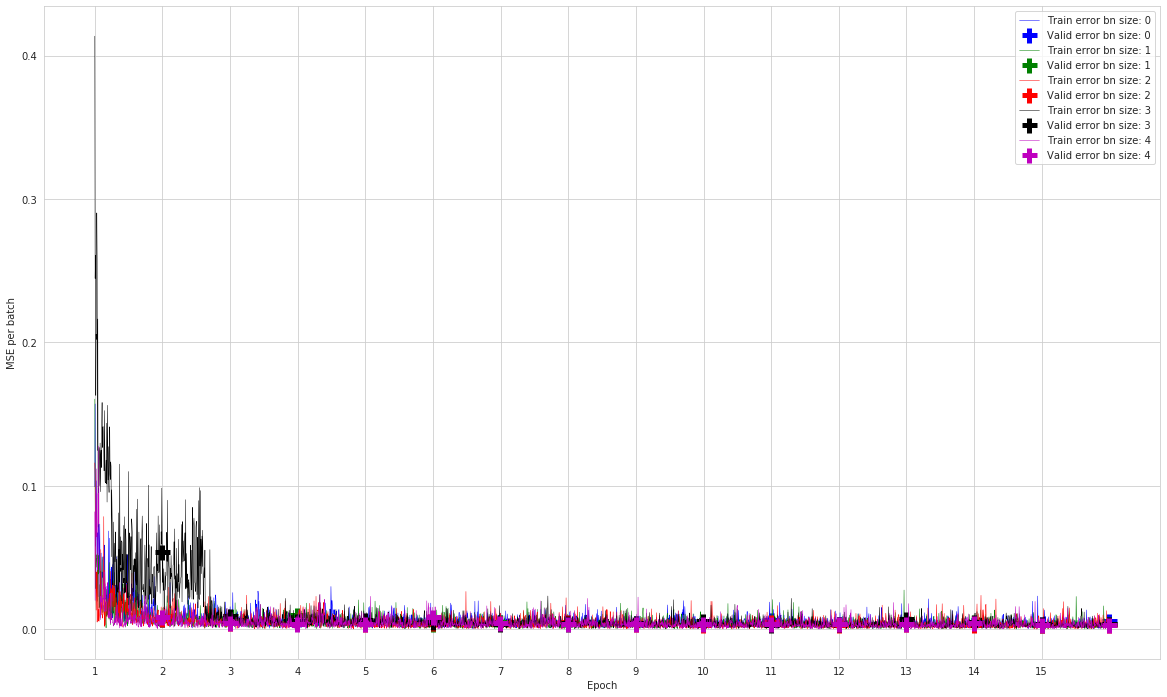 Train error bn size: 0
Valid error bn size: 0
Train error bn size: 1
Valid error bn size: 1
Train error bn size: 2
Valid error bn size: 2
Train error bn size: 3
Valid error bn size: 3
Train error bn size: 4
Valid error bn size: 4
0.4
0.3
0.2
0.1
0.0
MSE per batch
1 2 3 4 5 6 7 8 9 10 11 12 13 14 15
Epoch